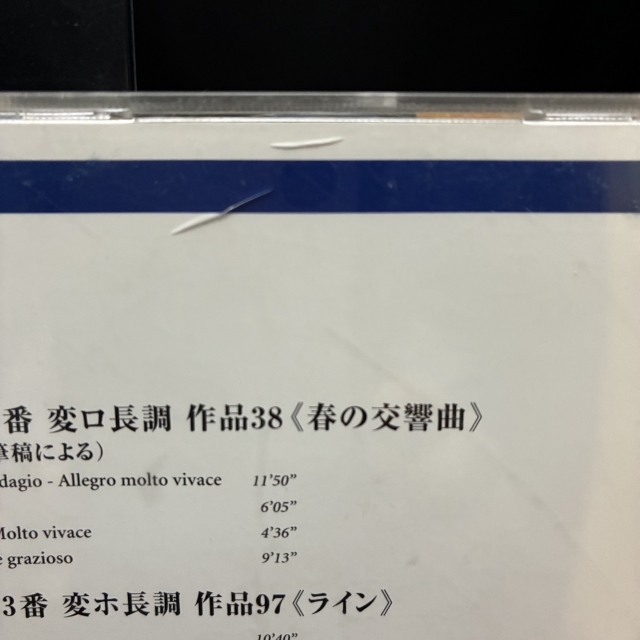 番 変ロ長調 作品38《春の交響曲》
筆稿による）
dagio - Allegro molto vivace 11’50”
6’05”
Molto vivace 4’36”
e grazioso 9’13”
3番 変ホ長調 作品97《ライン》
10’40”